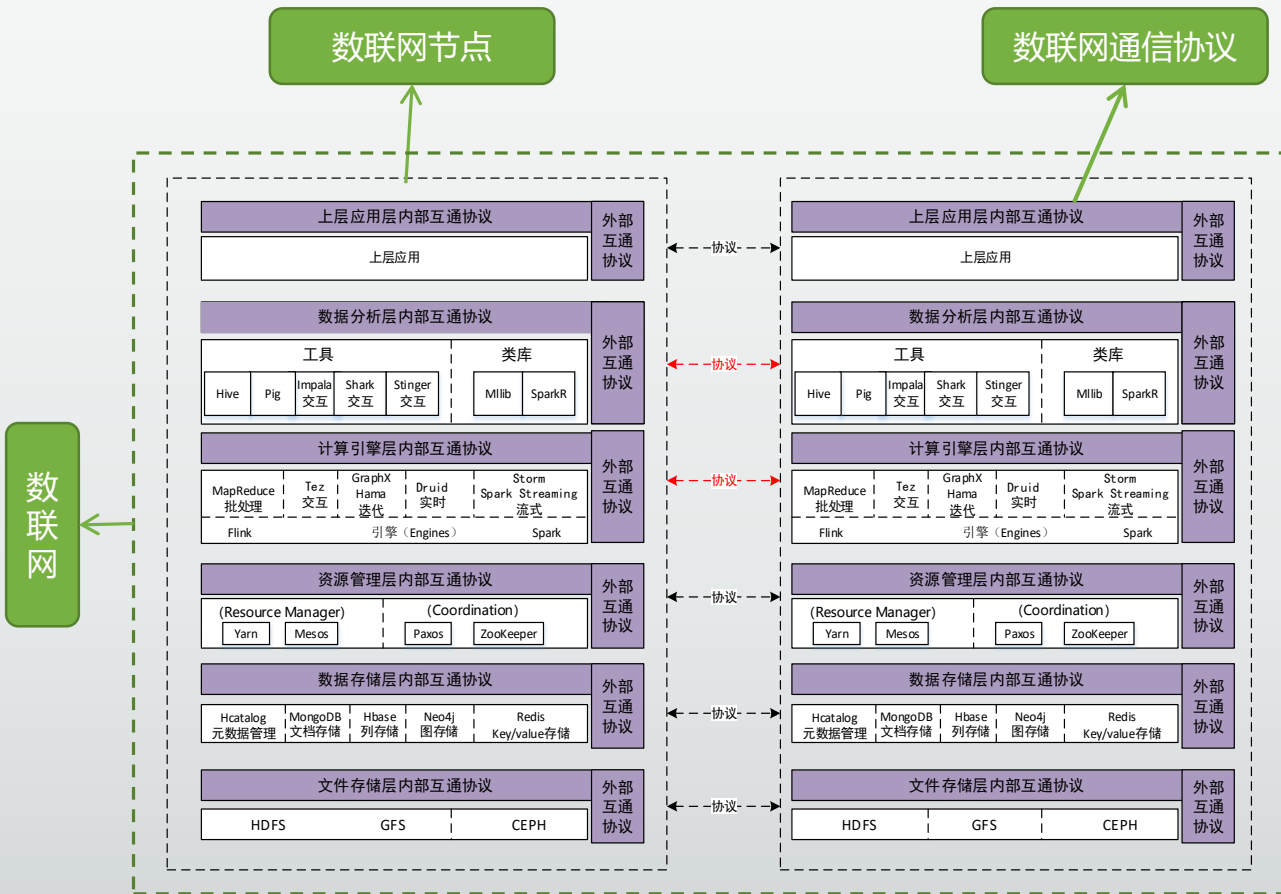 数联网节点
数联网通信协议
数
联
网
上层应用层内部互通协议
外部
互通
协议
上层应用
协议
上层应用层内部互通协议
外部
互通
协议
上层应用
数据分析层内部互通协议
外部
互通
协议
工具
类库
Hive
Pig
Impala
交互
Shark
交互
Stinger
交互
Mllib
SparkR
协议
数据分析层内部互通协议
外部
互通
协议
工具
类库
Hive
Pig
Impala
交互
Shark
交互
Stinger
交互
Mllib
SparkR
计算引擎层内部互通协议
外部
互通
协议
MapReduce
批处理
Tez
交互
GraphX
Hama
迭代
Druid
实时
Storm
Spark Streaming
流式
Flink
引擎（Engines）
Spark
协议
计算引擎层内部互通协议
外部
互通
协议
MapReduce
批处理
Tez
交互
GraphX
Hama
迭代
Druid
实时
Storm
Spark Streaming
流式
Flink
引擎（Engines）
Spark
资源管理层内部互通协议
外部
互通
协议
(Resource Manager)
(Coordination)
Yarn
Mesos
Paxos
ZooKeeper
协议
资源管理层内部互通协议
外部
互通
协议
(Resource Manager)
(Coordination)
Yarn
Mesos
Paxos
ZooKeeper
数据存储层内部互通协议
外部
互通
协议
Hcatalog
元数据管理
MongoDB
文档存储
Hbase
列存储
Neo4j
图存储
Redis
Key/value存储
协议
数据存储层内部互通协议
外部
互通
协议
Hcatalog
元数据管理
MongoDB
文档存储
Hbase
列存储
Neo4j
图存储
Redis
Key/value存储
文件存储层内部互通协议
外部
互通
协议
HDFS
GFS
CEPH
协议
文件存储层内部互通协议
外部
互通
协议
HDFS
GFS
CEPH